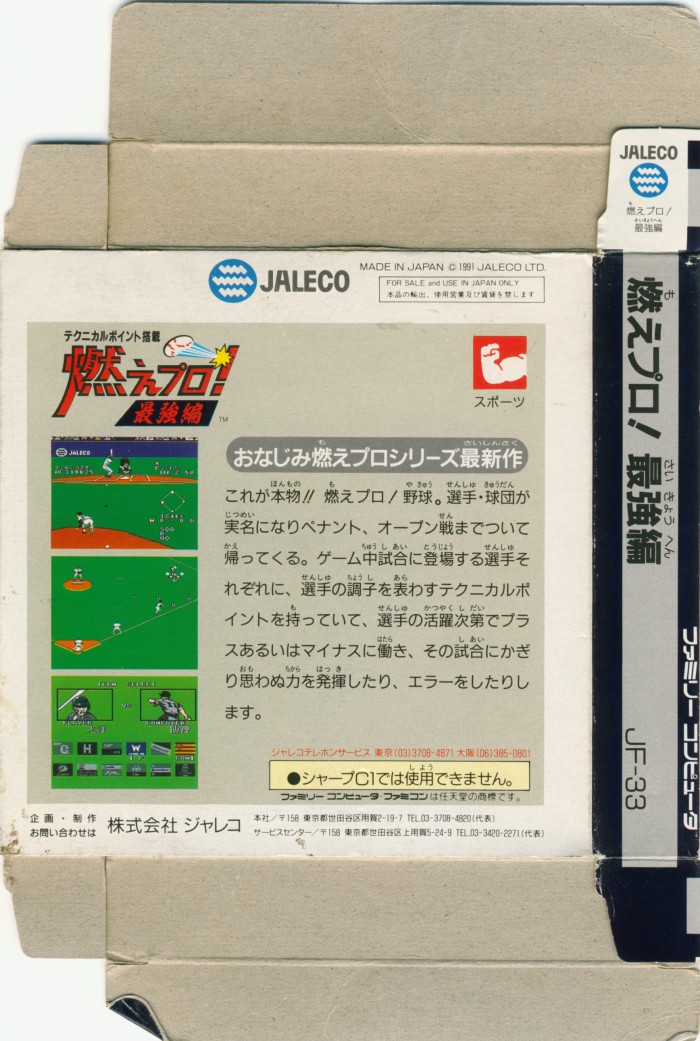 JALECO
燃えプロ!
最強編
JALECO
MADE IN JAPAN © 1991 JALECO LTD.
FOR SALE and USE IN JAPAN ONLY
本品の輸出、使用営業及び賃貸を禁じます
テクニカルポイント搭載
燃えプロ!
最強編
TM
スポーツ
おなじみ燃えプロシリーズ最新作
これが本物!! 燃えプロ! 野球。選手・球団が
実名になりペナント、オープン戦までついて
帰ってくる。ゲーム中試合に登場する選手そ
れぞれに、選手の調子を表わすテクニカルポ
イントを持っていて、選手の活躍次第でプラ
スあるいはマイナスに働き、その試合にかぎ
り思わぬ力を発揮したり、エラーをしたりし
ます。
JALECO
TEAM SELECT
PLAYER
VS
COMPUTER
ジャレコテレホンサービス 東京(03)3708-4871 大阪(06)385-0801
●シャープC1では使用できません。
ファミリー コンピュータ・ファミコンは任天堂の商標です。
企画・制作
お問い合わせは
株式会社 ジャレコ
本社/〒158 東京都世田谷区用賀2-19-7 TEL.03-3708-4820(代表)
サービスセンター/〒158 東京都世田谷区上用賀5-24-9 TEL.03-3420-2271(代表)
燃えプロ! 最強編
ファミリー コンピュータ
JF-33